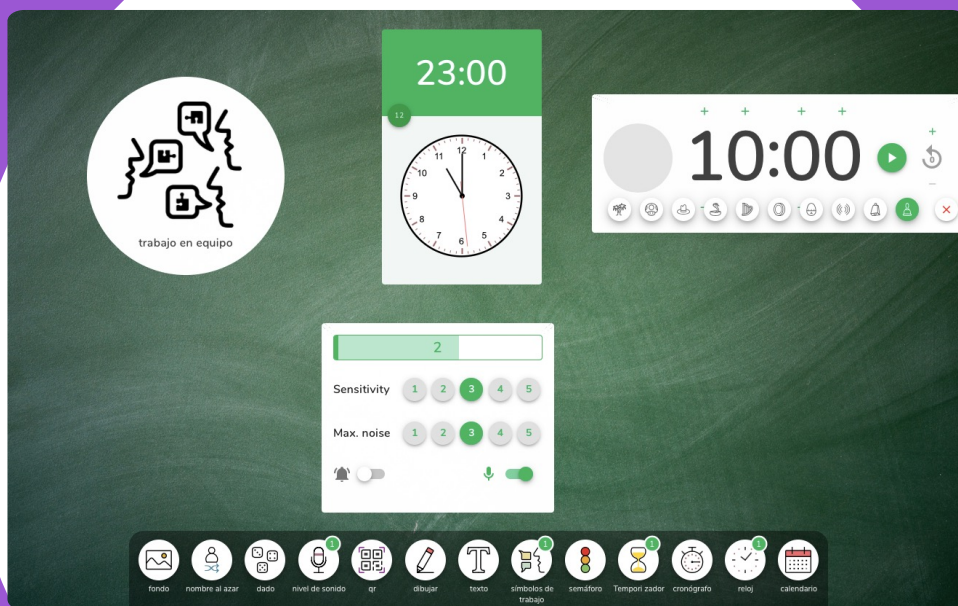 23:00
12
11 12 1
10 2
9 3
8 4
7 6 5
trabajo en equipo
+ + + +
10:00
+
0
−
2
Sensitivity 1 2 3 4 5
Max. noise 1 2 3 4 5
1 1 1 1
T
fondo
nombre al azar
dado
nivel de sonido
qr
dibujar
texto
símbolos de
trabajo
semáforo
Tempori zador
cronógrafo
reloj
calendario